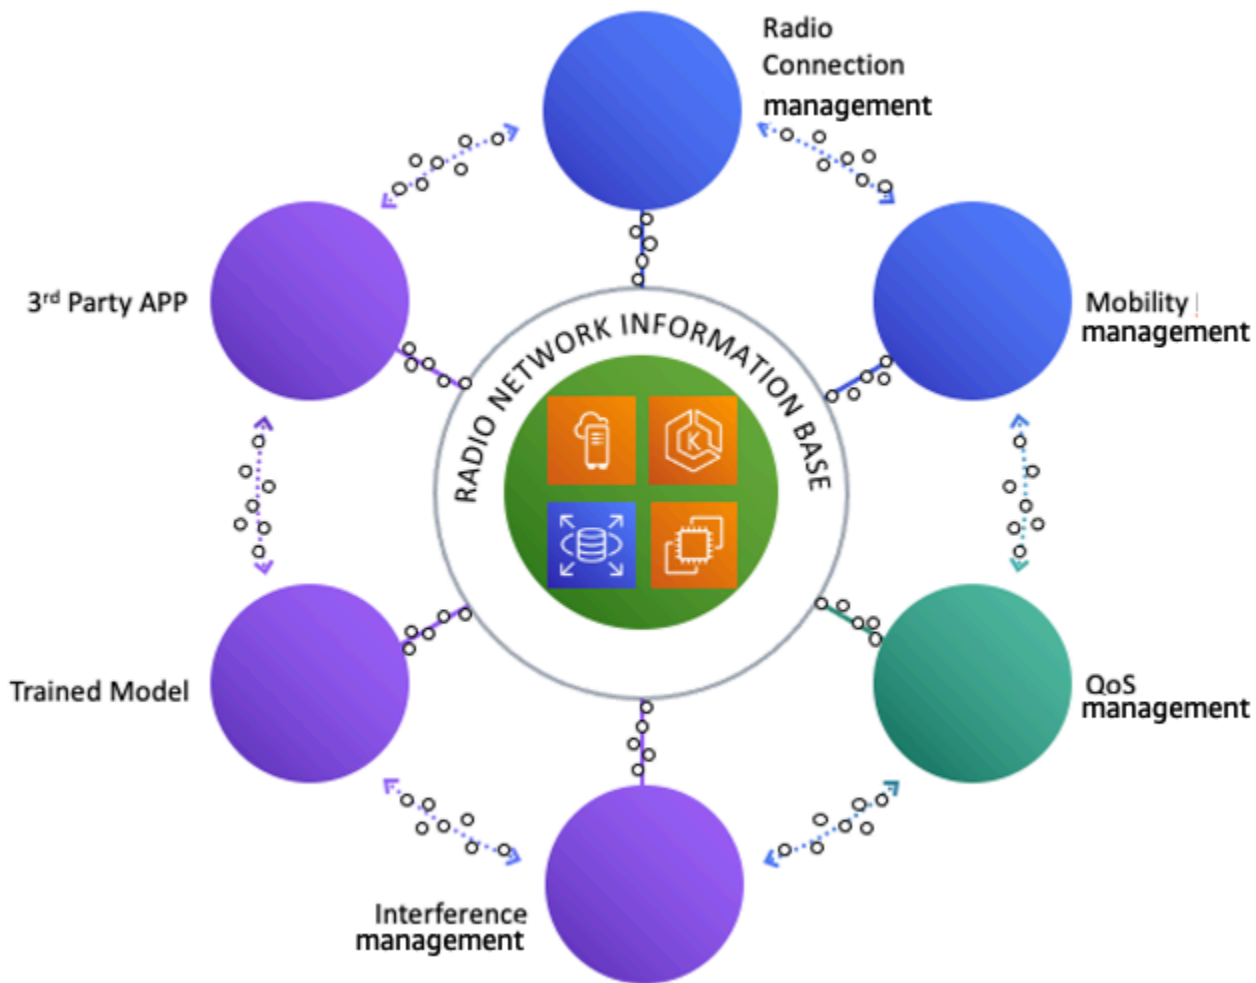 Radio
Connection
management
3rd Party APP
Mobility
management
RADIO NETWORK INFORMATION BASE
K
Trained Model
QoS
management
Interference
management